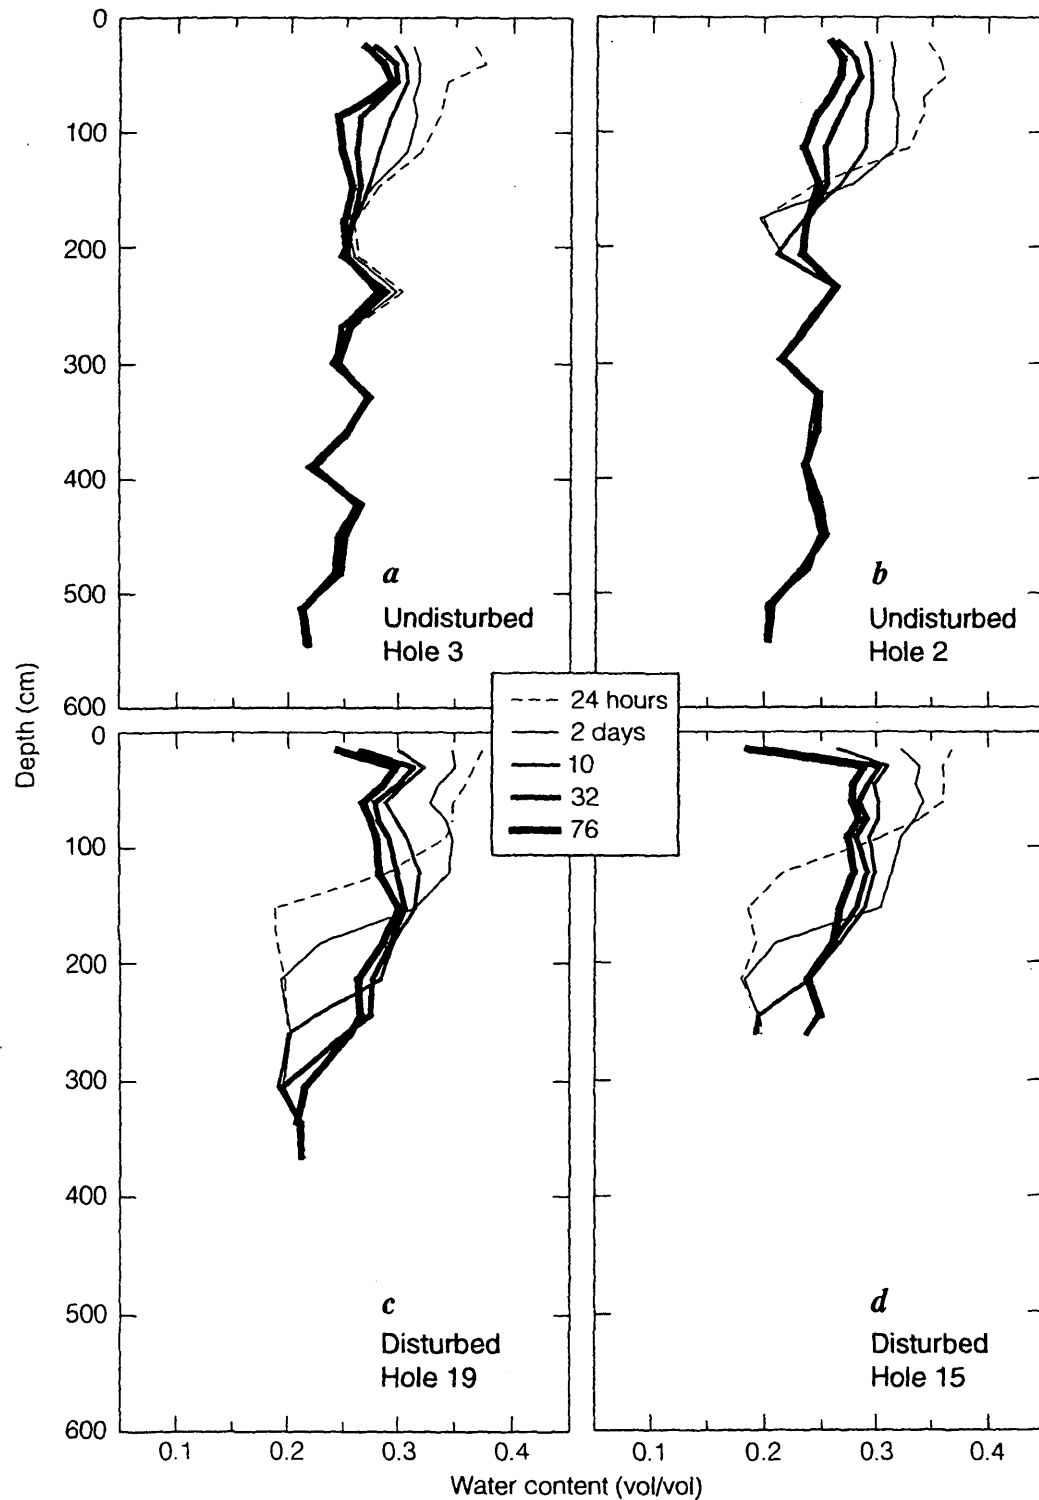 0
100
200
300
400
500
600
a
Undisturbed
Hole 3
b
Undisturbed
Hole 2
Depth (cm)
24 hours
2 days
10
32
76
0
100
200
300
400
500
600
c
Disturbed
Hole 19
d
Disturbed
Hole 15
0.1 0.2 0.3 0.4 0.1 0.2 0.3 0.4
Water content (vol/vol)